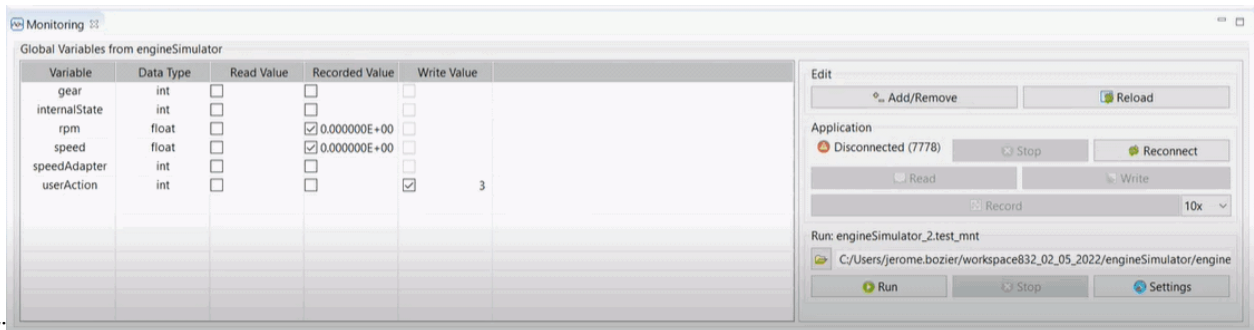 Monitoring
Global Variables from engineSimulator
Variable Data Type Read Value Recorded Value Write Value
gear int
internalState int
rpm float 0.000000E+00
speed float 0.000000E+00
speedAdapter int
userAction int 3
Edit
Add/Remove Reload
Application
Disconnected (7778) Stop Reconnect
Read Write
Record 10x
Run: engineSimulator_2.test_mnt
C:/Users/jerome.bozier/workspace832_02_05_2022/engineSimulator/engine
Run Stop Settings